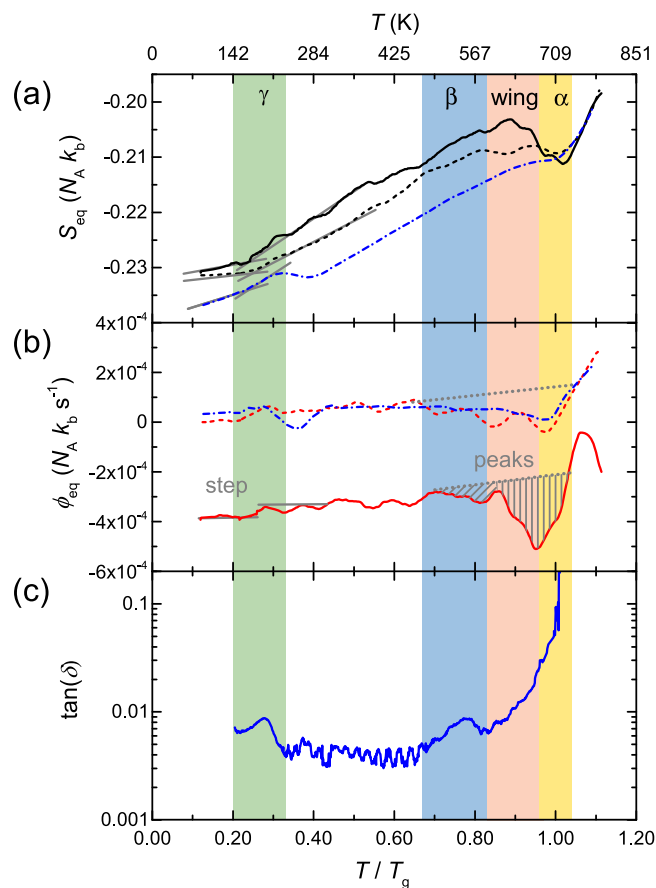 T (K)
0 142 284 425 567 709 851
(a)
γ β wing α
-0.20
-0.21
-0.22
-0.23
S_eq (N_A k_b)
(b)
4x10⁻⁴
2x10⁻⁴
0
-2x10⁻⁴
-4x10⁻⁴
-6x10⁻⁴
ϕ_eq (N_A k_b s⁻¹)
step
peaks
(c)
0.1
0.01
0.001
tan(δ)
0.00 0.20 0.40 0.60 0.80 1.00 1.20
T / T_g